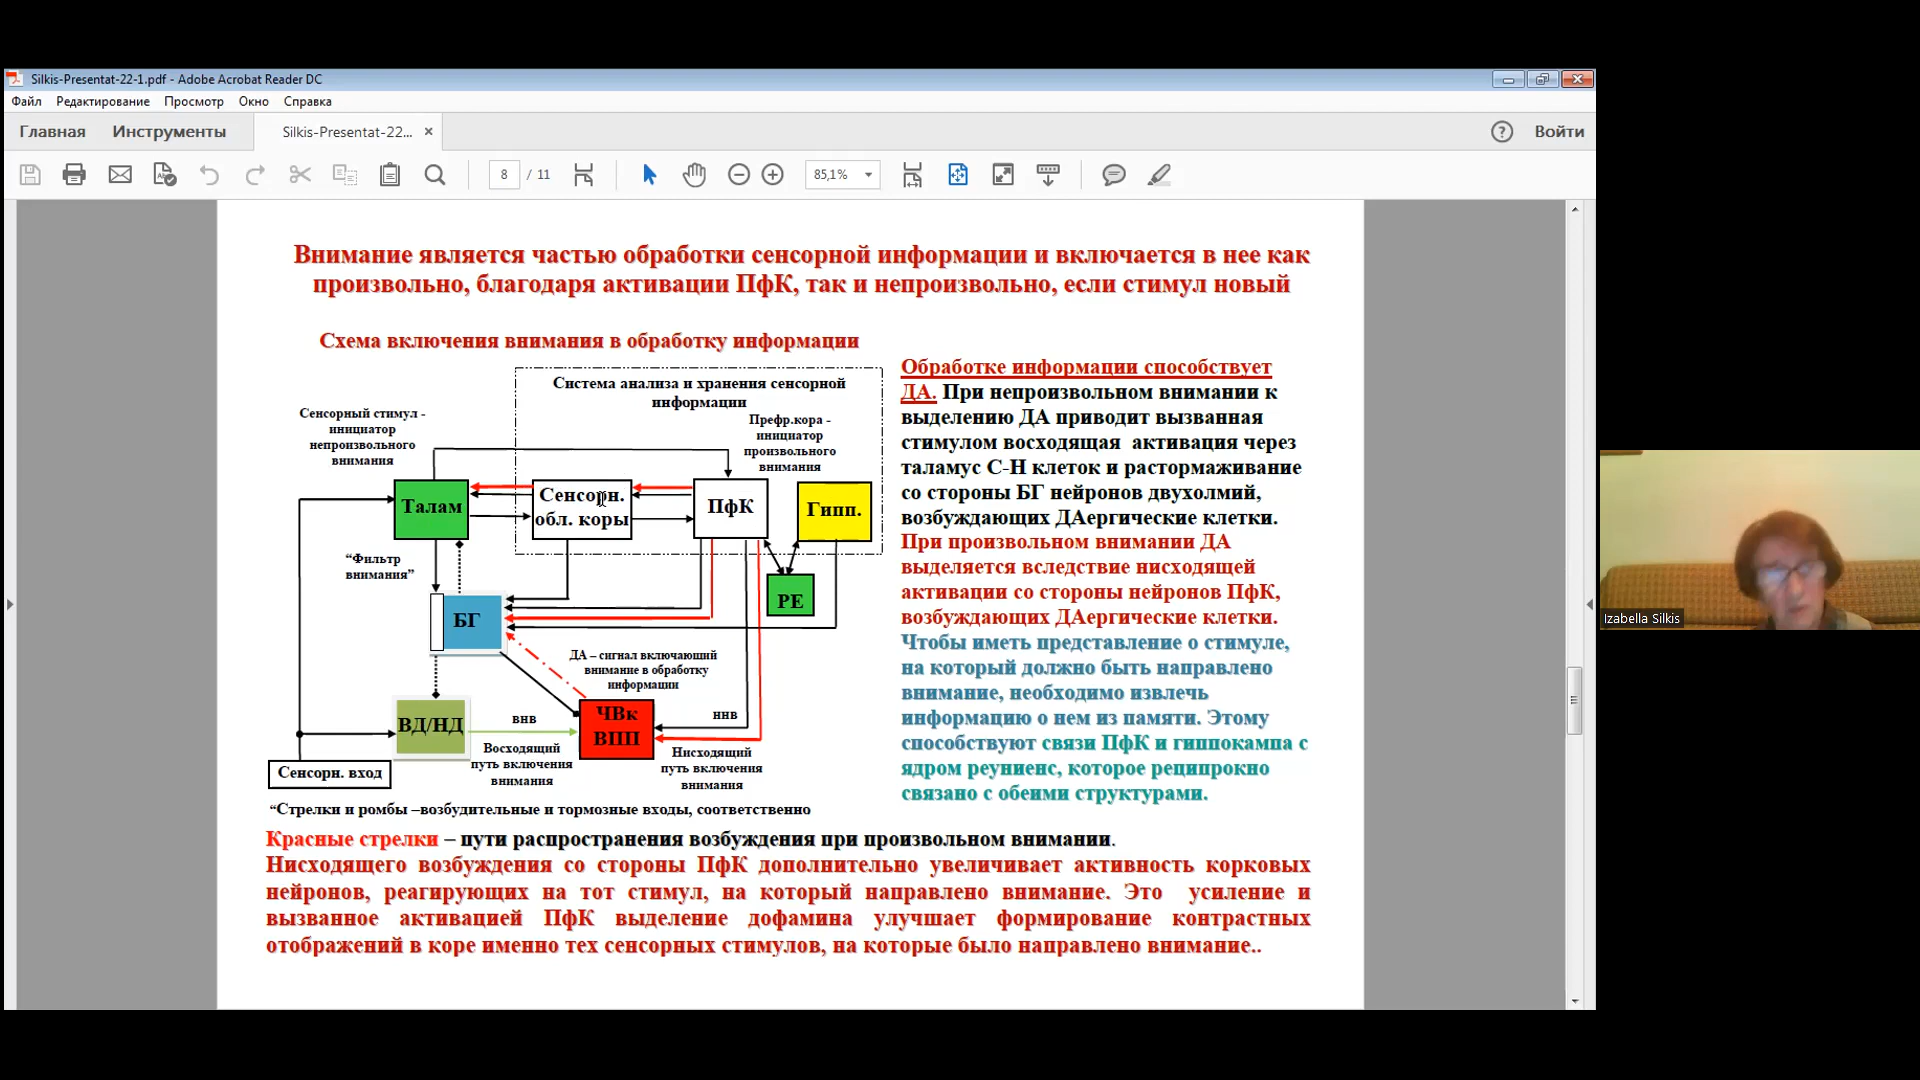 Silkis-Presentat-22-1.pdf - Adobe Acrobat Reader DC
Файл Редактирование Просмотр Окно Справка
Главная Инструменты Silkis-Presentat-22... × Войти
8 / 11 85,1%
Внимание является частью обработки сенсорной информации и включается в нее как
произвольно, благодаря активации ПфК, так и непроизвольно, если стимул новый
Схема включения внимания в обработку информации
Система анализа и хранения сенсорной
информации
Сенсорный стимул -
инициатор
непроизвольного
внимания
Префр.кора -
инициатор
произвольного
внимания
Талам
Сенсорн.
обл. коры
ПфК
Гипп.
“Фильтр
внимания”
БГ
РЕ
ДА – сигнал включающий
внимание в обработку
информации
ВД/НД
внв
ЧВк
ВПП
ннв
Восходящий
путь включения
внимания
Нисходящий
путь включения
внимания
Сенсорн. вход
“Стрелки и ромбы –возбудительные и тормозные входы, соответственно
Обработке информации способствует
ДА. При непроизвольном внимании к
выделению ДА приводит вызванная
стимулом восходящая активация через
таламус С-Н клеток и растормаживание
со стороны БГ нейронов двухолмий,
возбуждающих ДАергические клетки.
При произвольном внимании ДА
выделяется вследствие нисходящей
активации со стороны нейронов ПфК,
возбуждающих ДАергические клетки.
Чтобы иметь представление о стимуле,
на который должно быть направлено
внимание, необходимо извлечь
информацию о нем из памяти. Этому
способствуют связи ПфК и гиппокампа с
ядром реуниенс, которое реципрокно
связано с обеими структурами.
Красные стрелки – пути распространения возбуждения при произвольном внимании.
Нисходящего возбуждения со стороны ПфК дополнительно увеличивает активность корковых
нейронов, реагирующих на тот стимул, на который направлено внимание. Это усиление и
вызванное активацией ПфК выделение дофамина улучшает формирование контрастных
отображений в коре именно тех сенсорных стимулов, на которые было направлено внимание..
Izabella Silkis